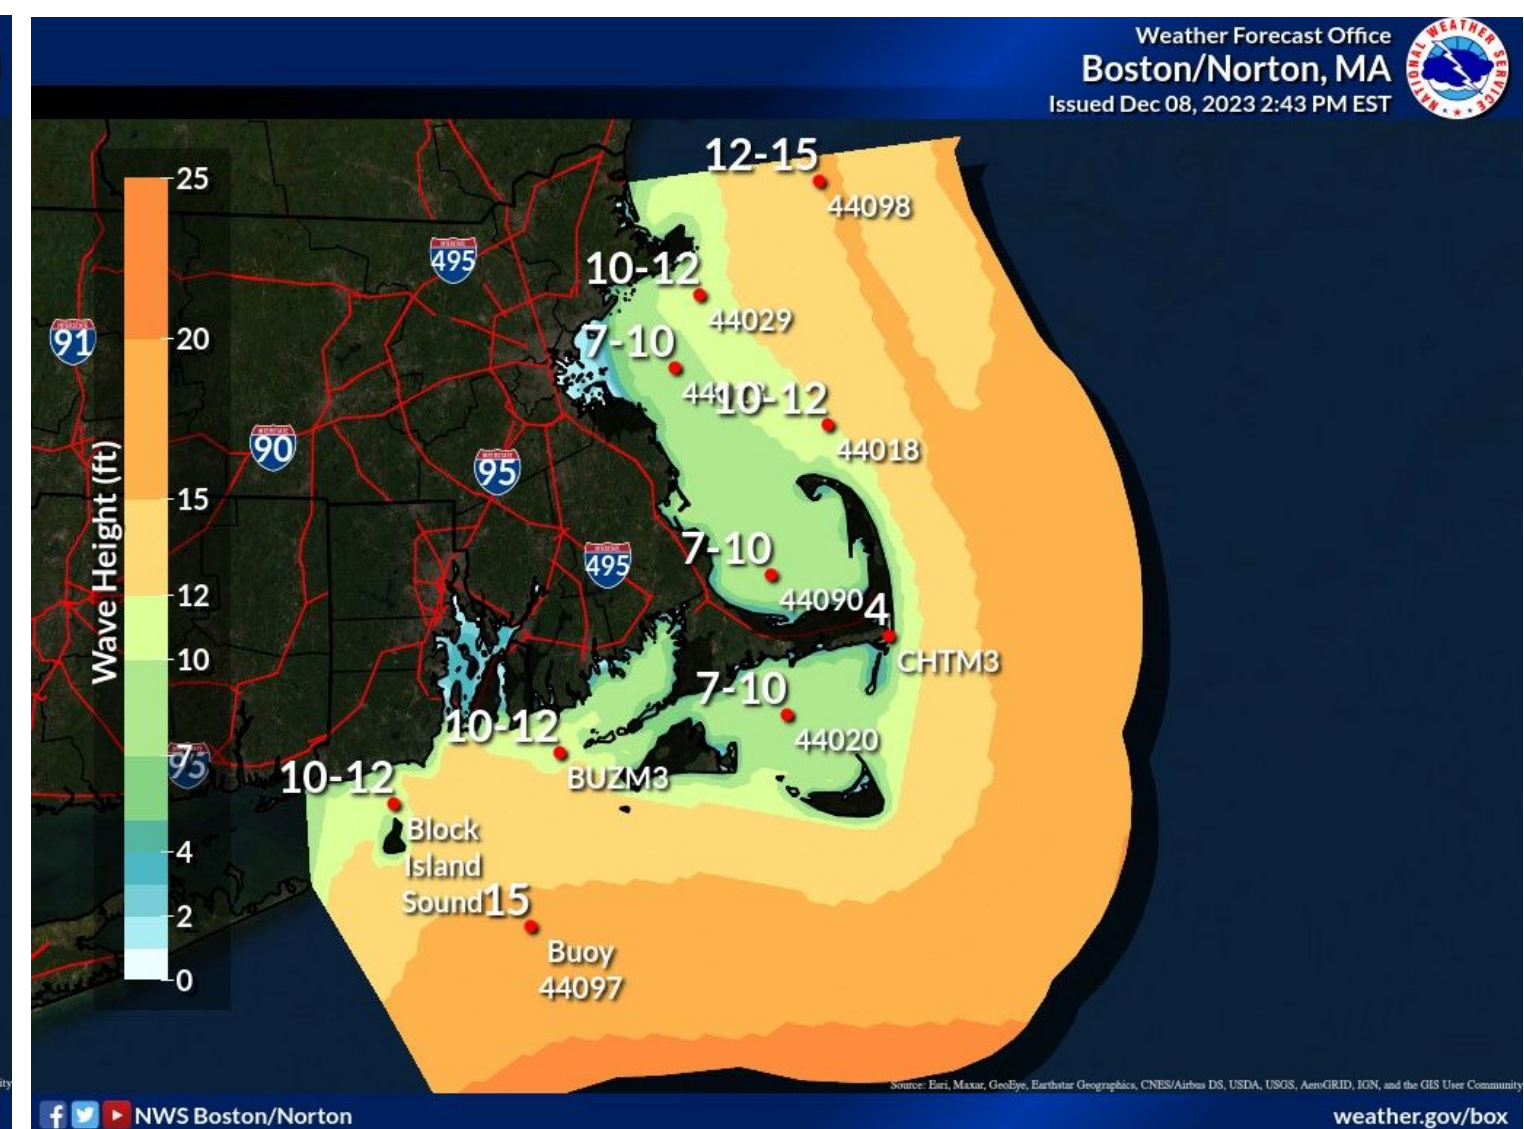 Weather Forecast Office
Boston/Norton, MA
Issued Dec 08, 2023 2:43 PM EST
NATIONAL WEATHER SERVICE
12-15
44098
25
495
10-12
44029
91
20
7-10
10-12
44018
90
95
15
Wave Height (ft)
7-10
495
44090
4
12
CHTM3
10
7-10
44020
10-12
BUZM3
7
95
10-12
Block
Island
Sound
4
15
2
Buoy
44097
0
Source: Esri, Maxar, GeoEye, Earthstar Geographics, CNES/Airbus DS, USDA, USGS, AeroGRID, IGN, and the GIS User Community
ity
NWS Boston/Norton
weather.gov/box